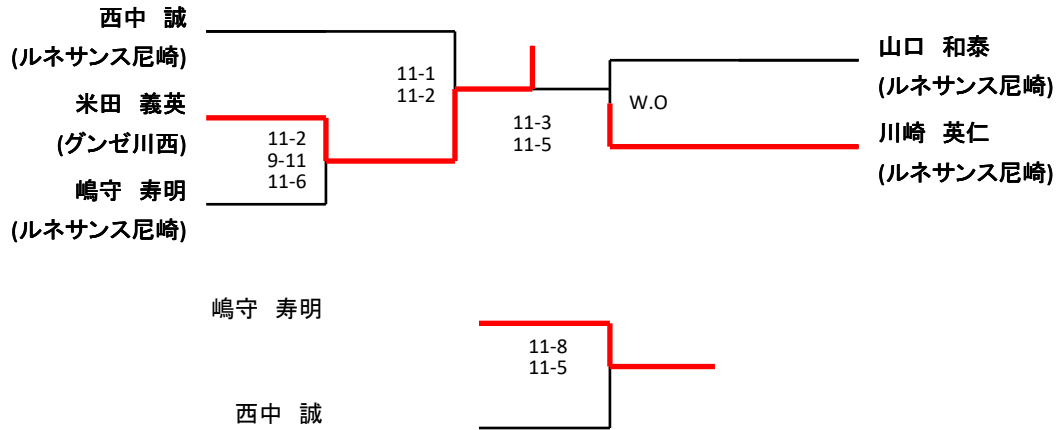 西中　誠
(ルネサンス尼崎)
米田　義英
(グンゼ川西)
嶋守　寿明
(ルネサンス尼崎)
11-2
9-11
11-6
11-1
11-2
11-3
11-5
W.O
山口　和泰
(ルネサンス尼崎)
川崎　英仁
(ルネサンス尼崎)
嶋守　寿明
11-8
11-5
西中　誠